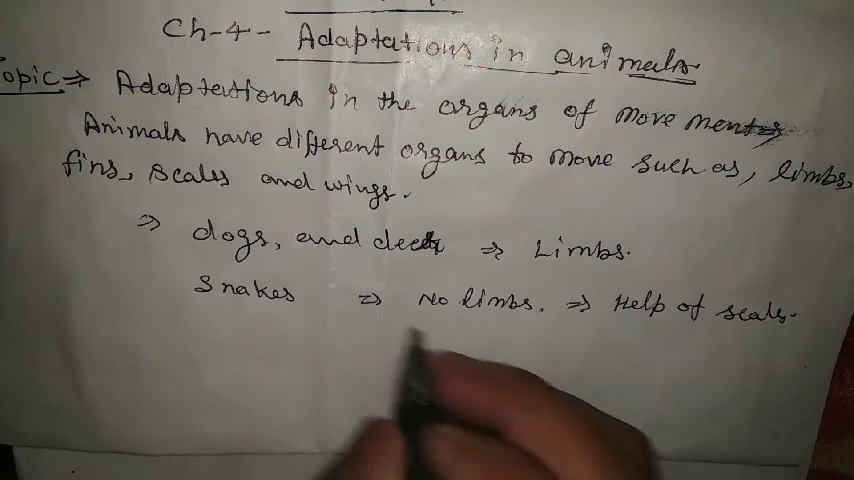 Ch-4- Adaptations in animals
Topic⇒ Adaptations in the organs of movements
Animals have different organs to move such as, limbs,
fins, scales and wings.
⇒ dogs, and deer ⇒ Limbs.
Snakes ⇒ No limbs. ⇒ Help of scales.